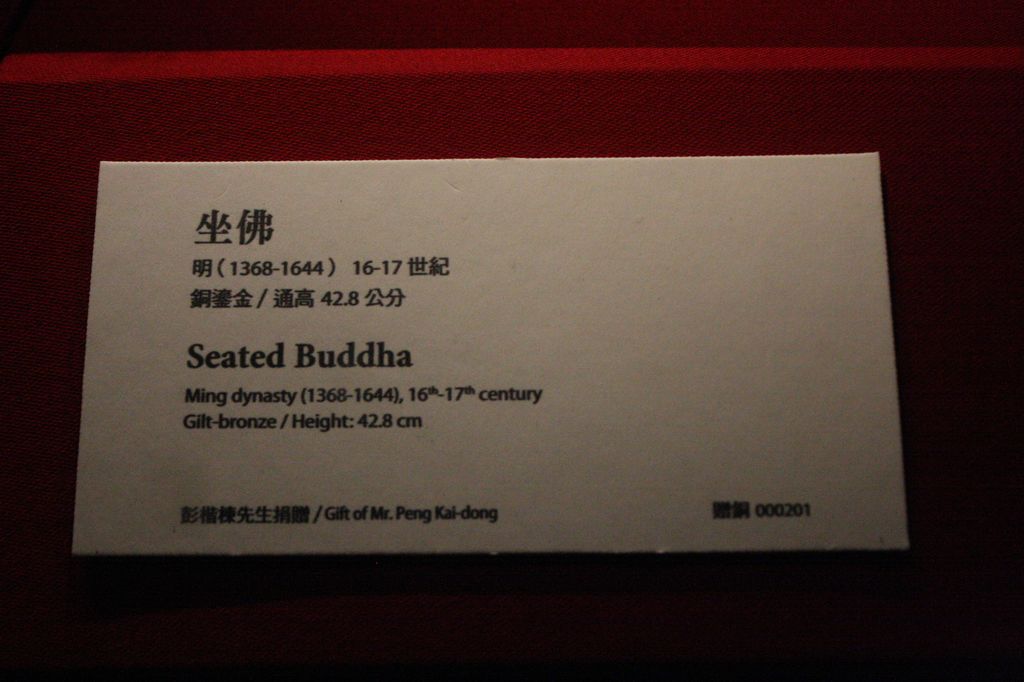 坐佛
明(1368-1644) 16-17 世紀
銅鎏金 / 通高 42.8 公分
Seated Buddha
Ming dynasty (1368-1644), 16th-17th century
Gilt-bronze / Height: 42.8 cm
彭楷棟先生捐贈 / Gift of Mr. Peng Kai-dong
贈銅 000201